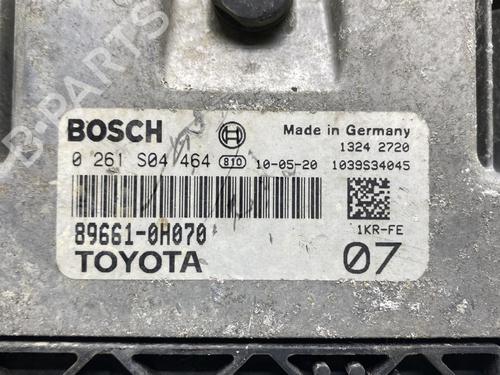 BOSCH
Made in Germany
1324 2720
0 261 S04 464 810 10-05-20 1039S34045
89661-0H070
1KR-FE
TOYOTA
07
B-PARTS